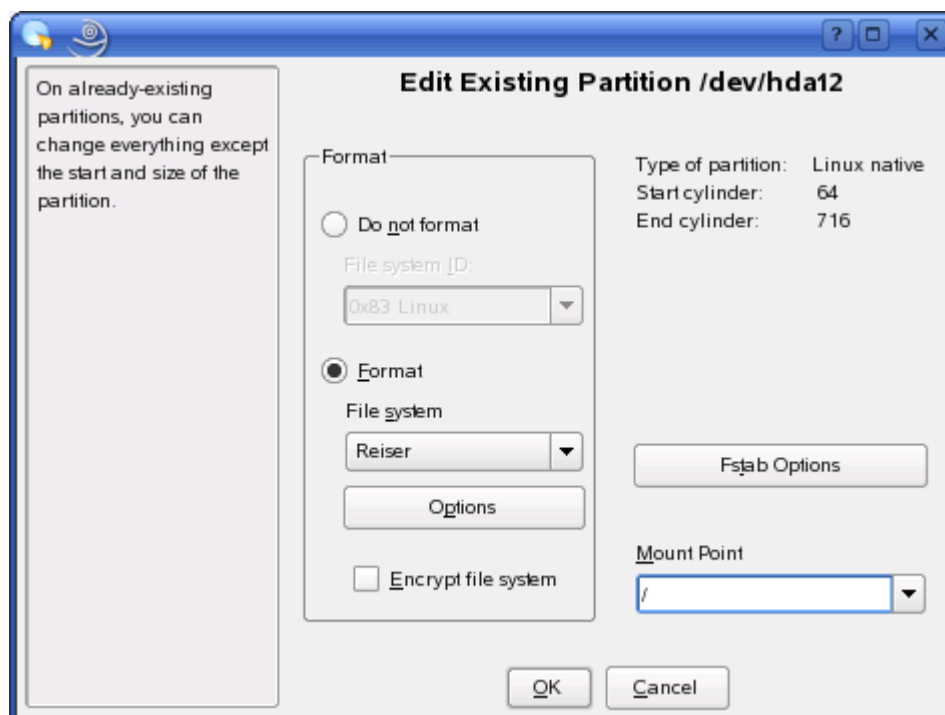 On already-existing
partitions, you can
change everything except
the start and size of the
partition.
Edit Existing Partition /dev/hda12
Format
Do not format
File system ID:
0x83 Linux
Format
File system
Reiser
Options
Encrypt file system
Type of partition: Linux native
Start cylinder: 64
End cylinder: 716
Fstab Options
Mount Point
/
OK
Cancel